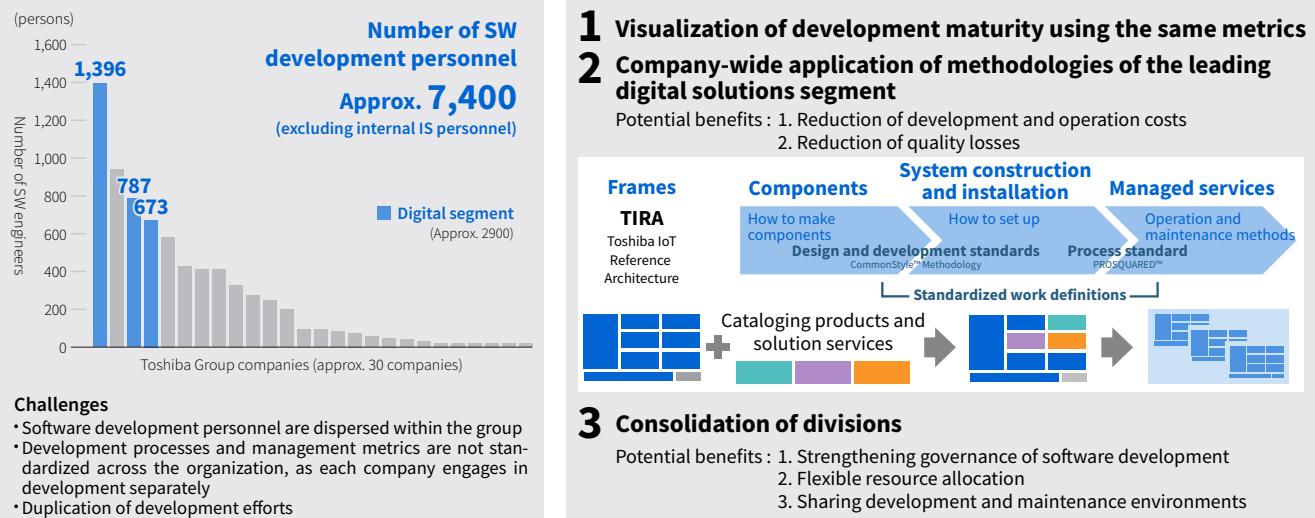 (persons)
1,600
1,400
1,200
1,000
800
600
400
200
0
Number of SW engineers
1,396
787
673
Number of SW
development personnel
Approx. 7,400
(excluding internal IS personnel)
Digital segment
(Approx. 2900)
Toshiba Group companies (approx. 30 companies)
Challenges
・Software development personnel are dispersed within the group
・Development processes and management metrics are not stan-
dardized across the organization, as each company engages in
development separately
・Duplication of development efforts
1 Visualization of development maturity using the same metrics
2 Company-wide application of methodologies of the leading
digital solutions segment
Potential benefits : 1. Reduction of development and operation costs
2. Reduction of quality losses
Frames
TIRA
Toshiba IoT
Reference
Architecture
Components
System construction
and installation
Managed services
How to make
components
How to set up
Operation and
maintenance methods
Design and development standards
CommonStyle™ Methodology
Process standard
PROSQUARED™
Standardized work definitions
Cataloging products and
solution services
3 Consolidation of divisions
Potential benefits : 1. Strengthening governance of software development
2. Flexible resource allocation
3. Sharing development and maintenance environments